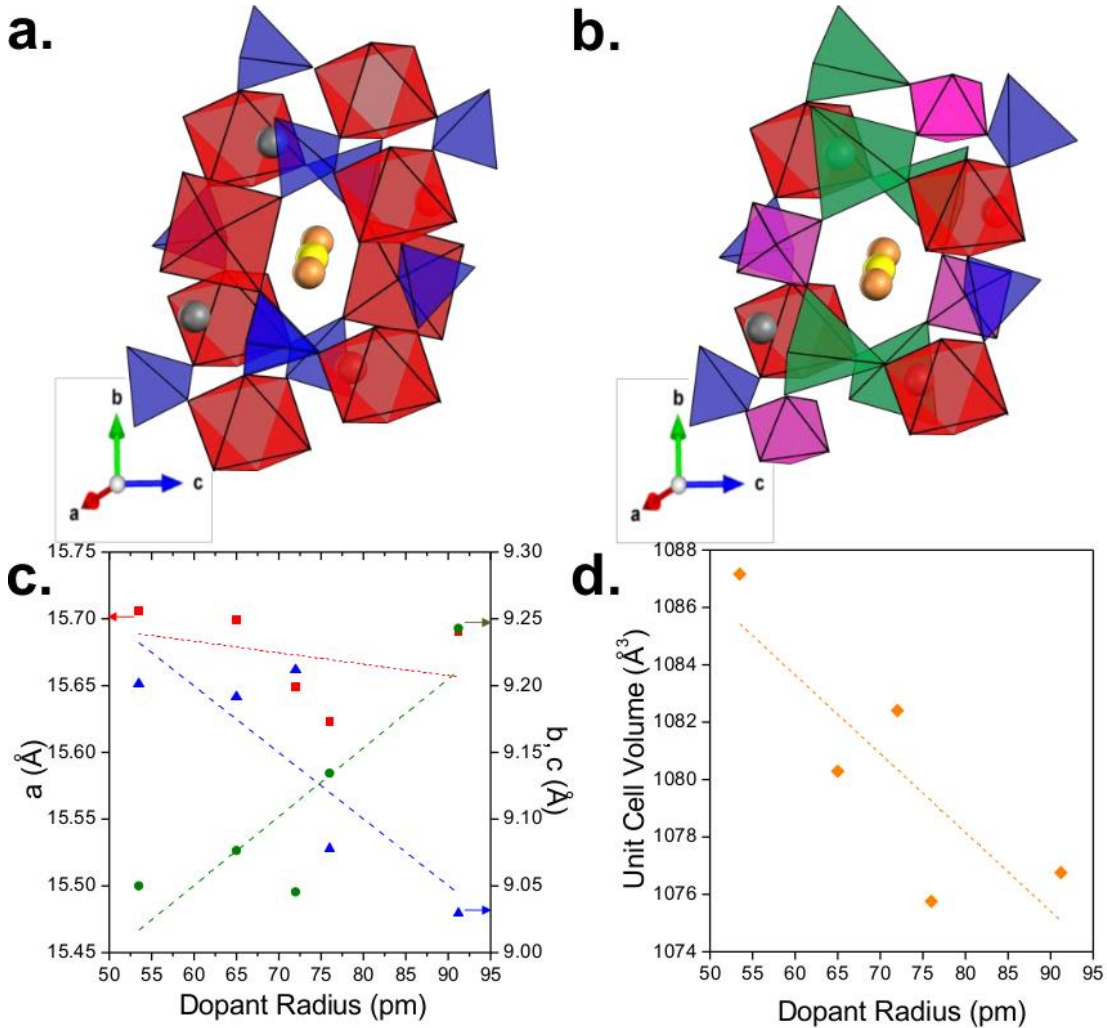 a.
b.
b
c
a
b
c
a
c.
15.75
15.70
15.65
15.60
15.55
15.50
15.45
a (Å)
9.30
9.25
9.20
9.15
9.10
9.05
9.00
b, c (Å)
50 55 60 65 70 75 80 85 90 95
Dopant Radius (pm)
d.
1088
1086
1084
1082
1080
1078
1076
1074
Unit Cell Volume (Å³)
50 55 60 65 70 75 80 85 90 95
Dopant Radius (pm)